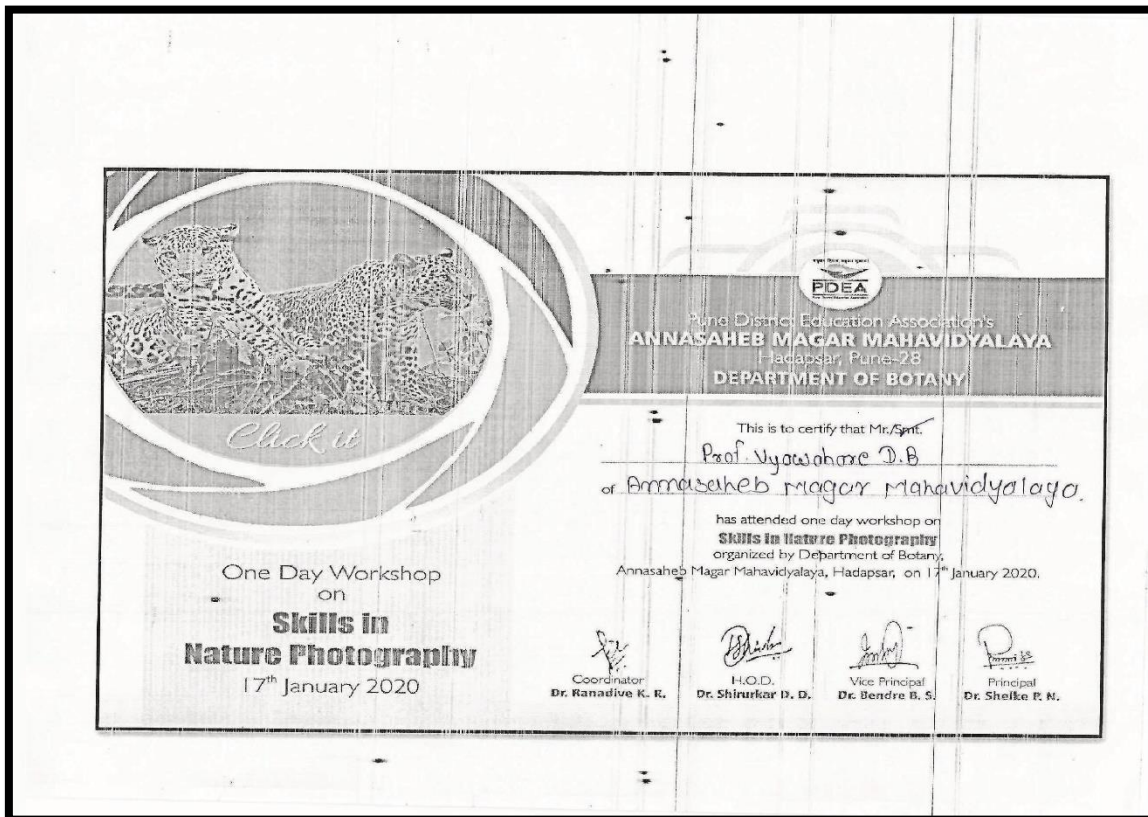 Click it
One Day Workshop
on
Skills in
Nature Photography
17th January 2020
PDEA
Pune District Education Association's
ANNASAHEB MAGAR MAHAVIDYALAYA
Hadapsar, Pune-28
DEPARTMENT OF BOTANY
This is to certify that Mr./Smt.
Prof. Vyawahare D.B
of Annasaheb Magar Mahavidyalaya.
has attended one day workshop on
Skills in Nature Photography
organized by Department of Botany,
Annasaheb Magar Mahavidyalaya, Hadapsar, on 17th January 2020.
Coordinator
Dr. Ranadive K. R.
H.O.D.
Dr. Shirurkar D. D.
Vice Principal
Dr. Bendre B. S.
Principal
Dr. Shelke P. N.